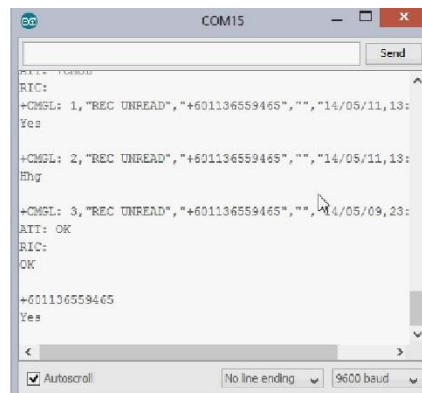 COM15
Send
RIC:
+CMGL: 1,"REC UNREAD","+601136559465","","14/05/11,13:
Yes
+CMGL: 2,"REC UNREAD","+601136559465","","14/05/11,13:
Hhg
+CMGL: 3,"REC UNREAD","+601136559465","","14/05/09,23:
ATT: OK
RIC:
OK
+601136559465
Yes
Autoscroll
No line ending
9600 baud